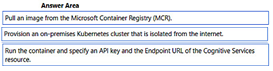 Answer Area
Pull an image from the Microsoft Container Registry (MCR).
Provision an on-premises Kubernetes cluster that is isolated from the internet.
Run the container and specify an API key and the Endpoint URL of the Cognitive Services
resource.